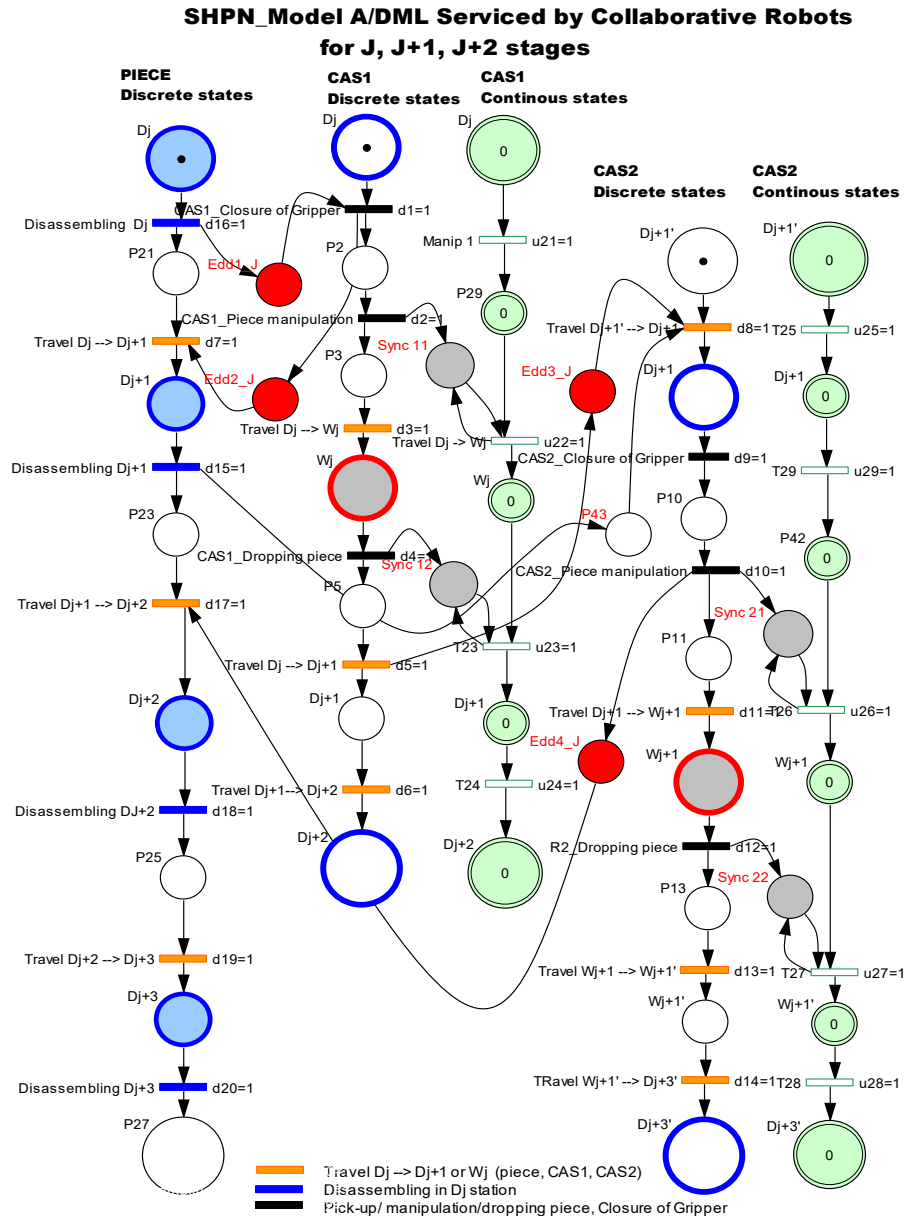 SHPN_Model A/DML Serviced by Collaborative Robots
for J, J+1, J+2 stages
PIECE
Discrete states
CAS1
Discrete states
CAS1
Continous states
CAS2
Discrete states
CAS2
Continous states
Dj
Disassembling Dj
d16=1
P21
Edd1_J
Travel Dj --> Dj+1
d7=1
Edd2_J
Dj+1
Disassembling Dj+1
d15=1
P23
Travel Dj+1 --> Dj+2
d17=1
Dj+2
Disassembling DJ+2
d18=1
P25
Travel Dj+2 --> Dj+3
d19=1
Dj+3
Disassembling Dj+3
d20=1
P27
Dj
CAS1_Closure of Gripper
d1=1
P2
CAS1_Piece manipulation
d2=1
P3
Sync 11
Travel Dj --> Wj
d3=1
Wj
CAS1_Dropping piece
d4=
Sync 12
P5
Travel Dj --> Dj+1
d5=1
Dj+1
Travel Dj+1--> Dj+2
d6=1
Dj+2
Dj
0
Manip 1
u21=1
P29
0
Travel Dj -> Wj
u22=1
Wj
0
T23
u23=1
Dj+1
0
T24
u24=1
Dj+2
0
Dj+1'
Travel Dj+1' --> Dj+1
d8=1
Edd3_J
Dj+1
CAS2_Closure of Gripper
d9=1
P10
P43
CAS2_Piece manipulation
d10=1
Sync 21
P11
Travel Dj+1 --> Wj+1
d11=1
Edd4_J
Wj+1
R2_Dropping piece
d12=1
Sync 22
P13
Travel Wj+1 --> Wj+1'
d13=1
Wj+1'
TRavel Wj+1' --> Dj+3'
d14=1
Dj+3'
Dj+1'
0
T25
u25=1
Dj+1
0
T29
u29=1
P42
0
T26
u26=1
Wj+1
0
T27
u27=1
Wj+1'
0
T28
u28=1
Dj+3'
0
Travel Dj --> Dj+1 or Wj (piece, CAS1, CAS2)
Disassembling in Dj station
Pick-up/ manipulation/dropping piece, Closure of Gripper